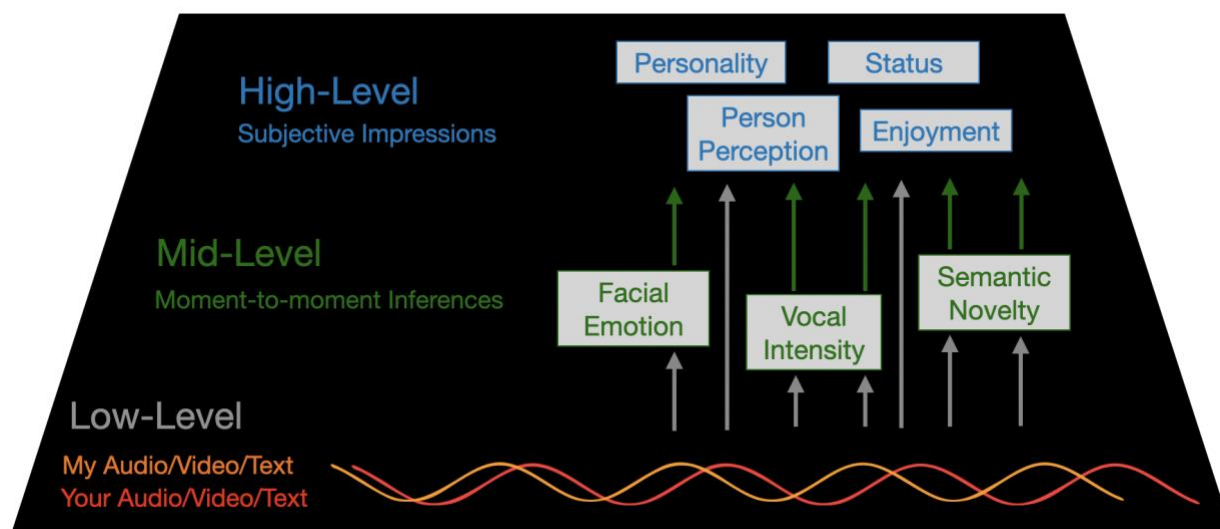 Personality
Status
High-Level
Subjective Impressions
Person
Perception
Enjoyment
Mid-Level
Moment-to-moment Inferences
Facial
Emotion
Vocal
Intensity
Semantic
Novelty
Low-Level
My Audio/Video/Text
Your Audio/Video/Text